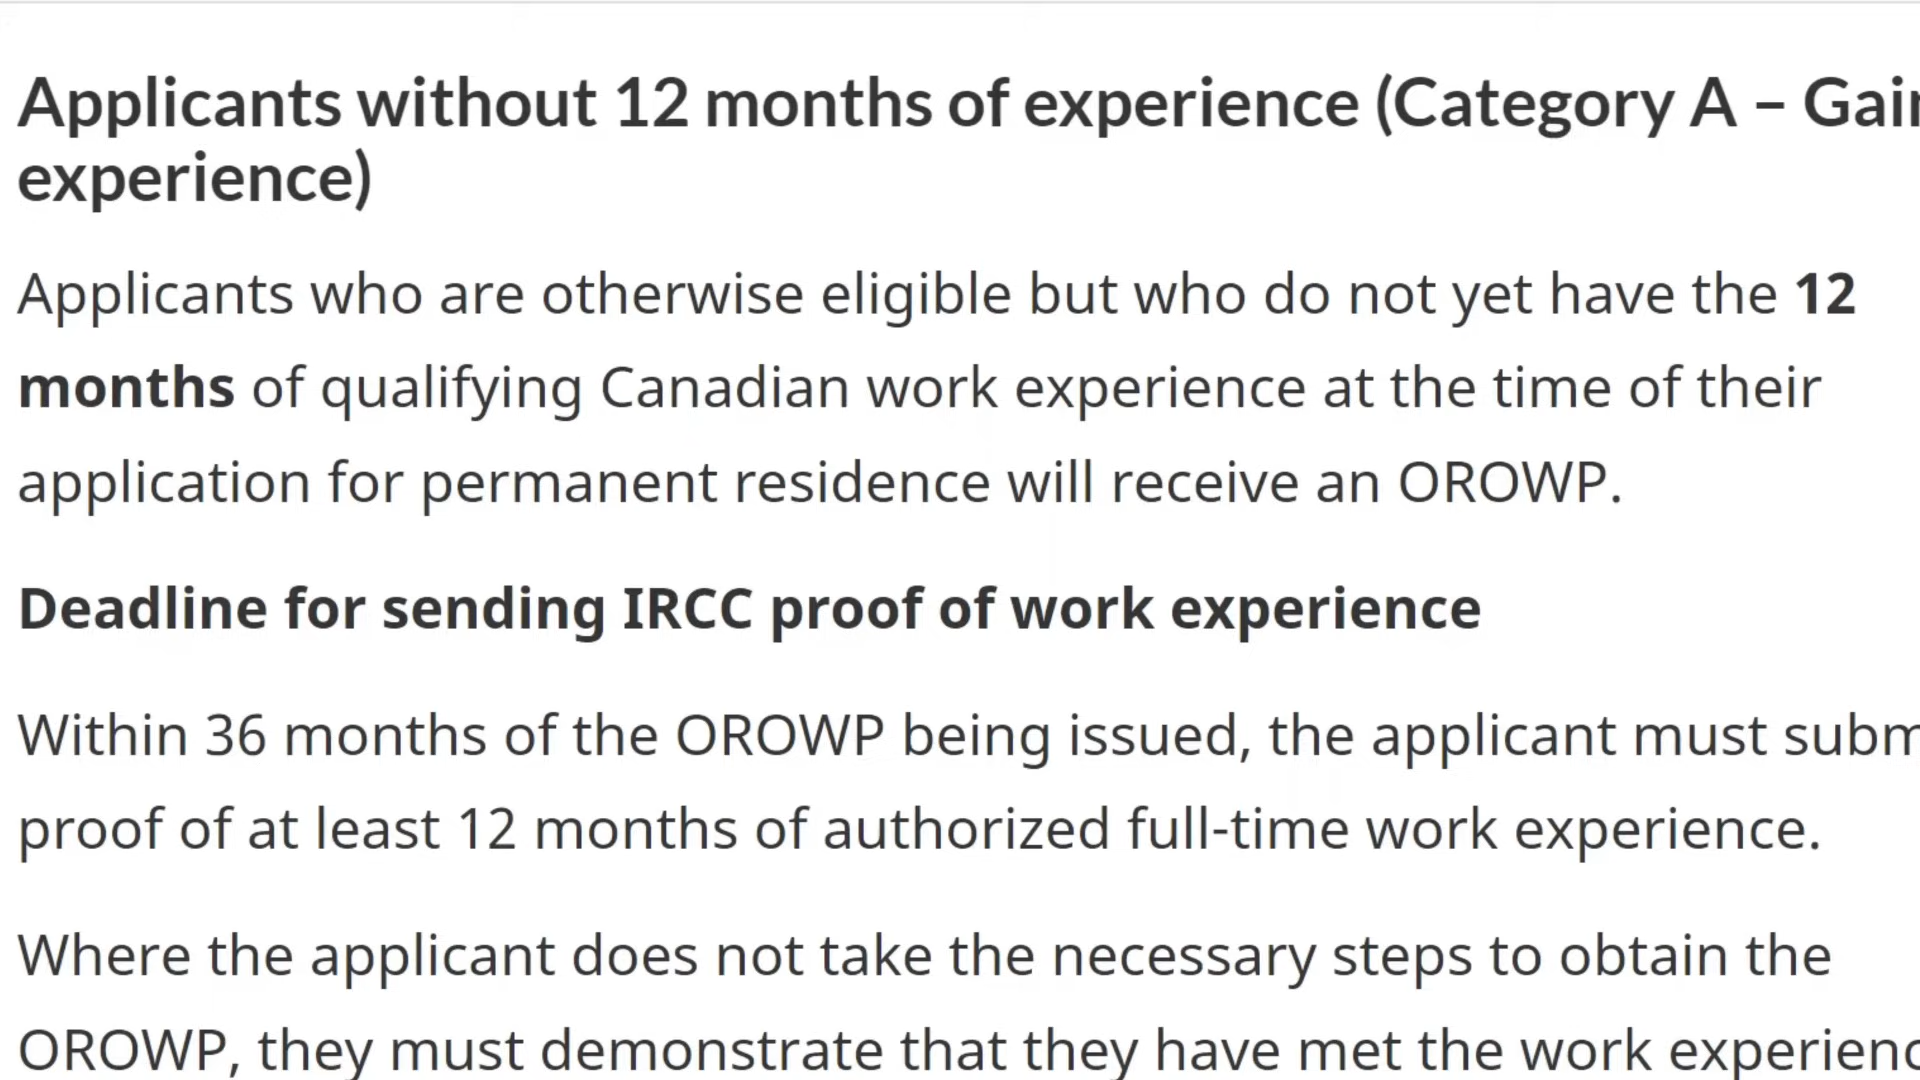 Applicants without 12 months of experience (Category A – Gain
experience)
Applicants who are otherwise eligible but who do not yet have the 12
months of qualifying Canadian work experience at the time of their
application for permanent residence will receive an OROWP.
Deadline for sending IRCC proof of work experience
Within 36 months of the OROWP being issued, the applicant must subm
proof of at least 12 months of authorized full-time work experience.
Where the applicant does not take the necessary steps to obtain the
OROWP, they must demonstrate that they have met the work experienc